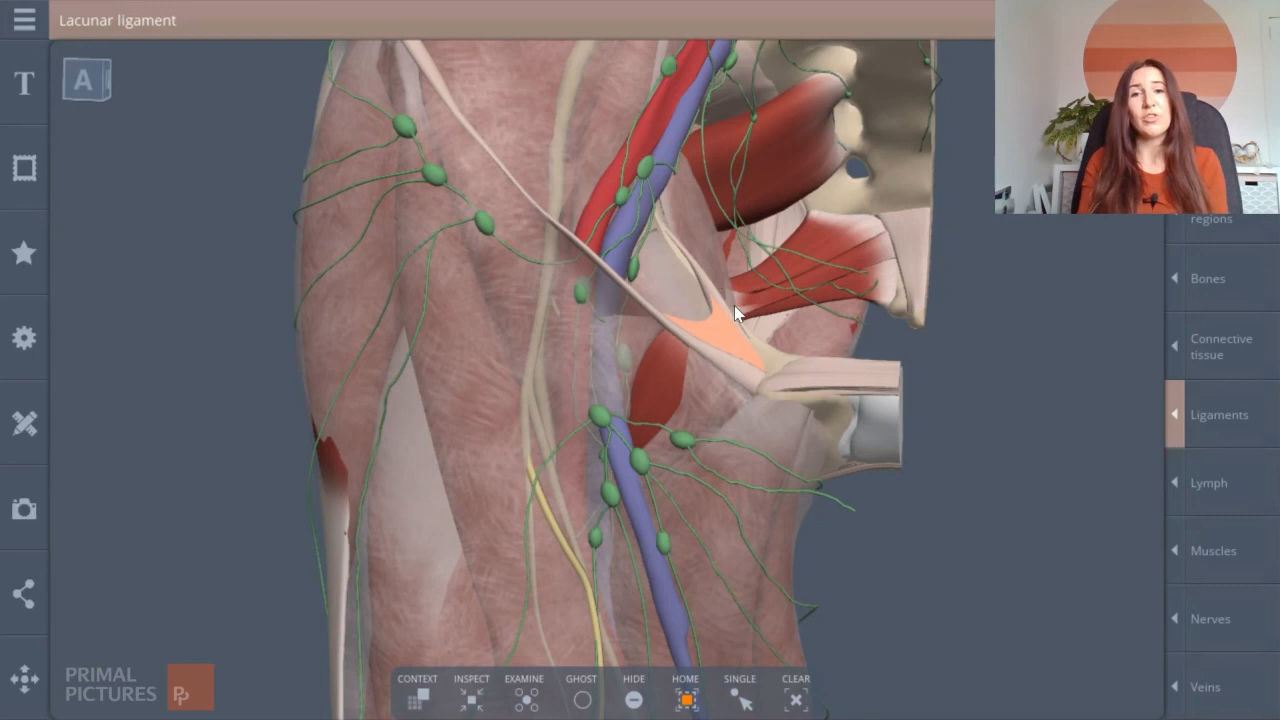 Lacunar ligament
T
A
regions
Bones
Connective
tissue
Ligaments
Lymph
Muscles
Nerves
Veins
PRIMAL
PICTURES
Pp
CONTEXT
INSPECT
EXAMINE
GHOST
HIDE
HOME
SINGLE
CLEAR